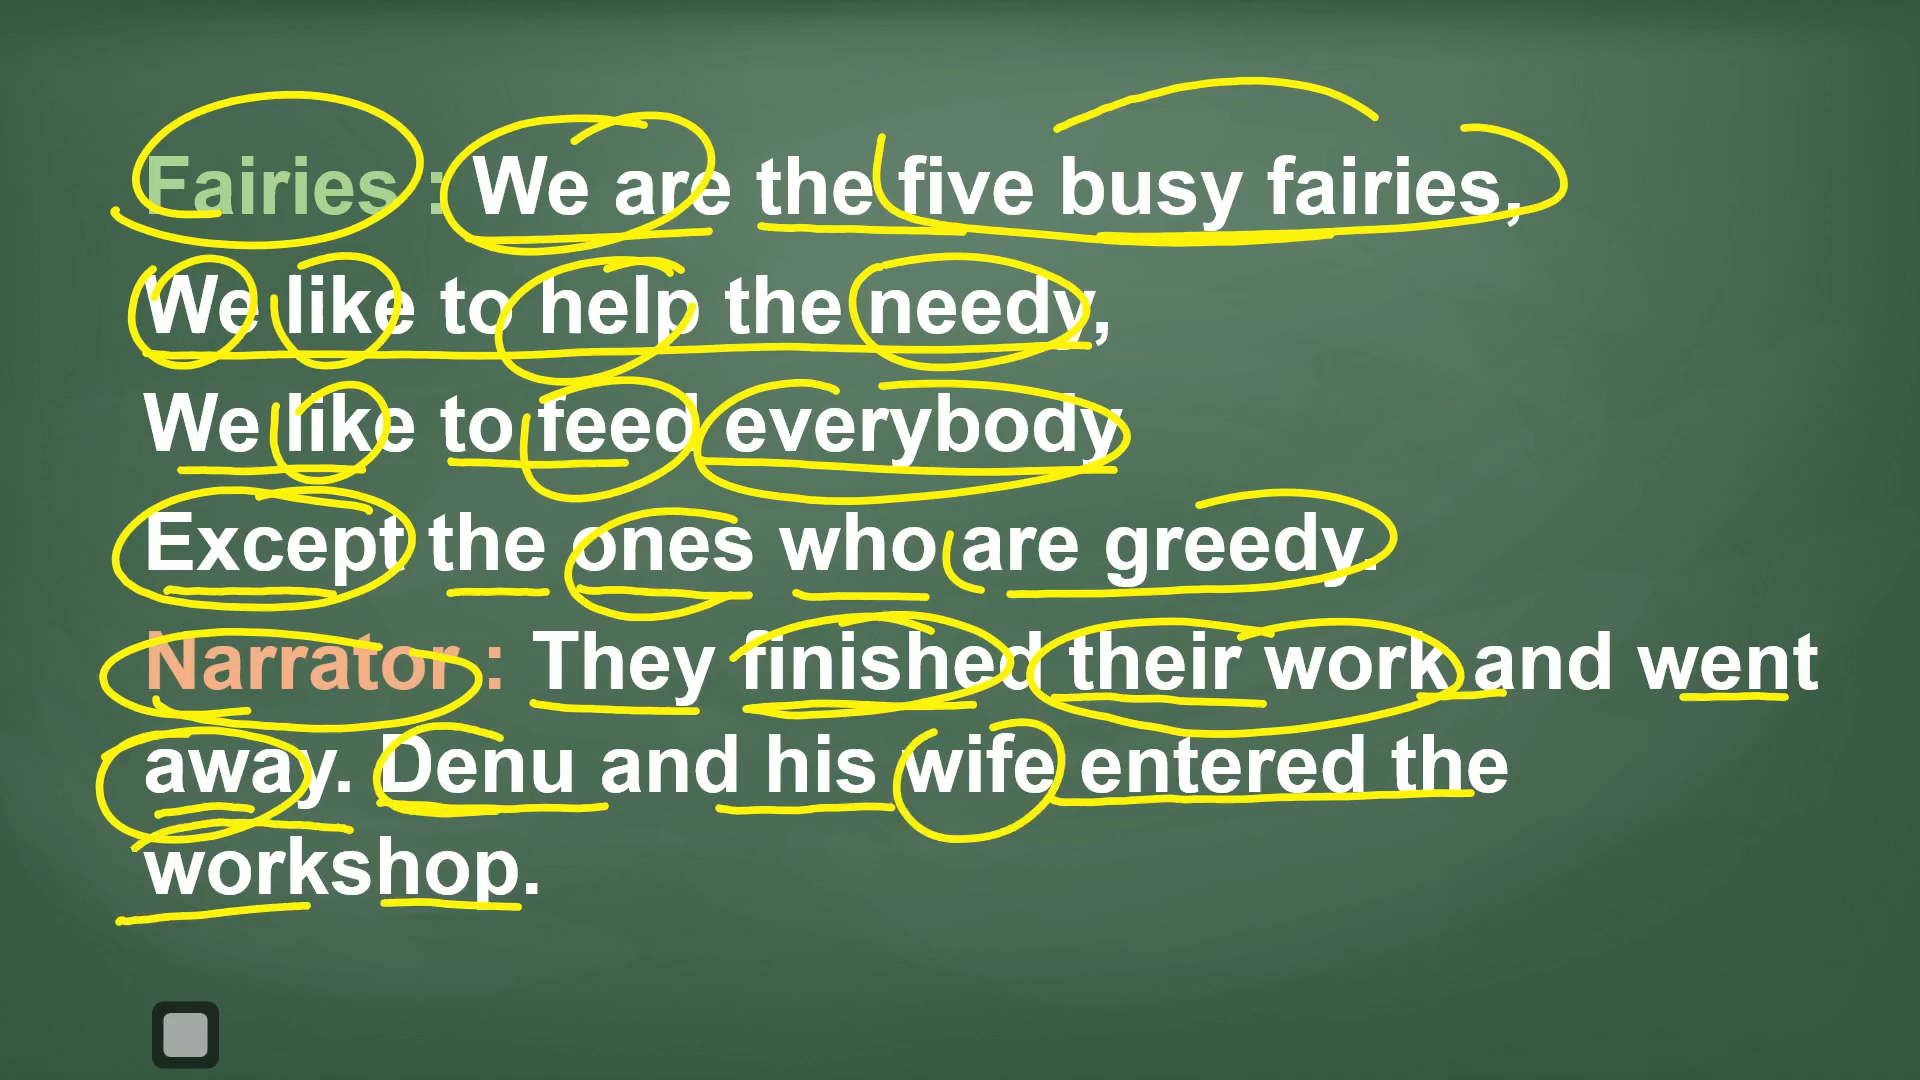 Fairies : We are the five busy fairies,
We like to help the needy,
We like to feed everybody
Except the ones who are greedy.
Narrator : They finished their work and went
away. Denu and his wife entered the
workshop.